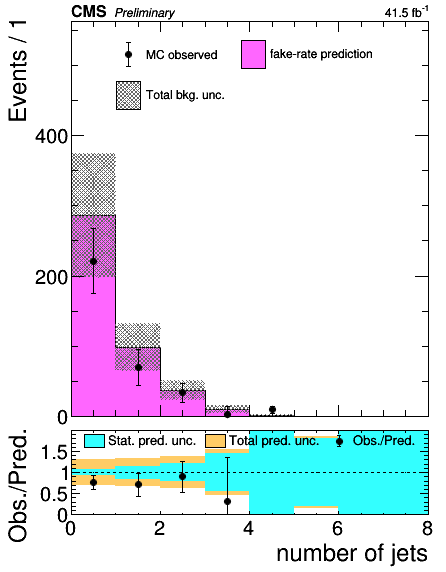 CMS Preliminary 41.5 fb⁻¹
Events / 1
MC observed
fake-rate prediction
Total bkg. unc.
400
200
0
Obs./Pred.
Stat. pred. unc.
Total pred. unc.
Obs./Pred.
1.5
1
0.5
0
0 2 4 6 8
number of jets